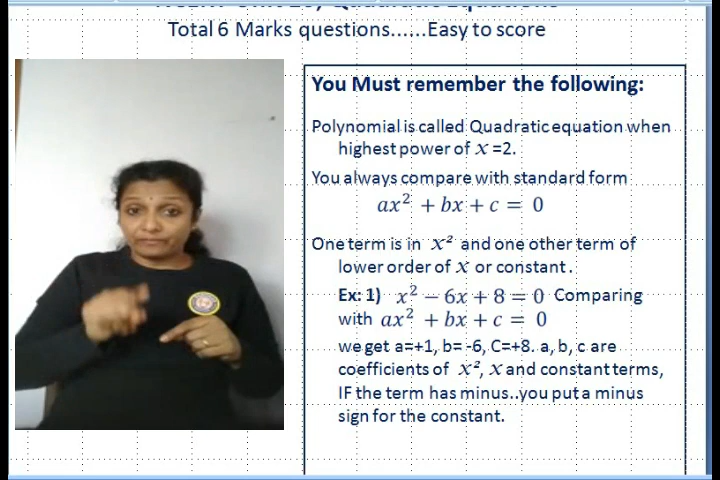 Total 6 Marks questions......Easy to score
You Must remember the following:
Polynomial is called Quadratic equation when
highest power of x =2.
You always compare with standard form
ax² + bx + c = 0
One term is in x² and one other term of
lower order of x or constant.
Ex: 1) x² − 6x + 8 = 0 Comparing
with ax² + bx + c = 0
we get a=+1, b= -6, C=+8. a, b, c are
coefficients of x², x and constant terms,
IF the term has minus..you put a minus
sign for the constant.